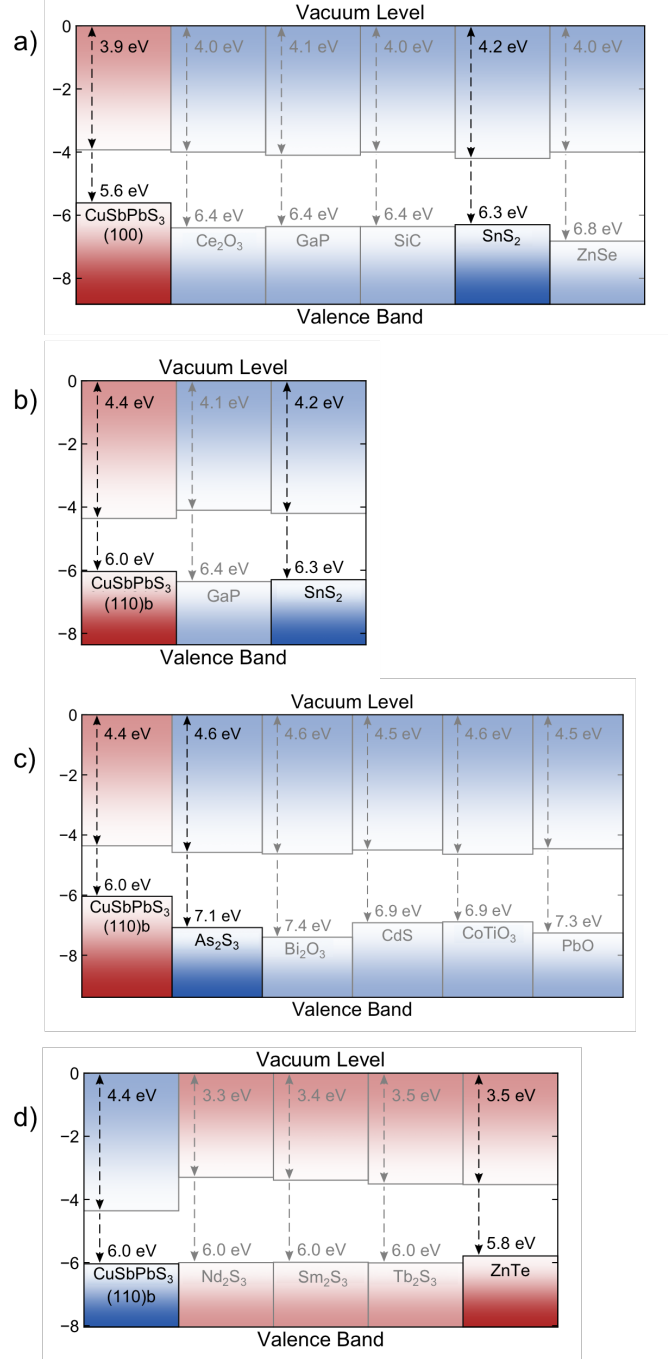 Vacuum Level
a)
0
3.9 eV 4.0 eV 4.1 eV 4.0 eV 4.2 eV 4.0 eV
−2
−4
5.6 eV
−6
CuSbPbS₃
(100)
6.4 eV 6.4 eV 6.4 eV 6.3 eV 6.8 eV
Ce₂O₃ GaP SiC SnS₂ ZnSe
−8
Valence Band
Vacuum Level
b)
0
4.4 eV 4.1 eV 4.2 eV
−2
−4
6.0 eV 6.4 eV 6.3 eV
−6
CuSbPbS₃ GaP SnS₂
(110)b
−8
Valence Band
Vacuum Level
c)
0
4.4 eV 4.6 eV 4.6 eV 4.5 eV 4.6 eV 4.5 eV
−2
−4
−6
6.0 eV 7.1 eV 7.4 eV 6.9 eV 6.9 eV 7.3 eV
CuSbPbS₃ As₂S₃ Bi₂O₃ CdS CoTiO₃ PbO
(110)b
−8
Valence Band
Vacuum Level
d)
0
4.4 eV 3.3 eV 3.4 eV 3.5 eV 3.5 eV
−2
−4
6.0 eV 6.0 eV 6.0 eV 6.0 eV 5.8 eV
−6
CuSbPbS₃ Nd₂S₃ Sm₂S₃ Tb₂S₃ ZnTe
(110)b
−8
Valence Band